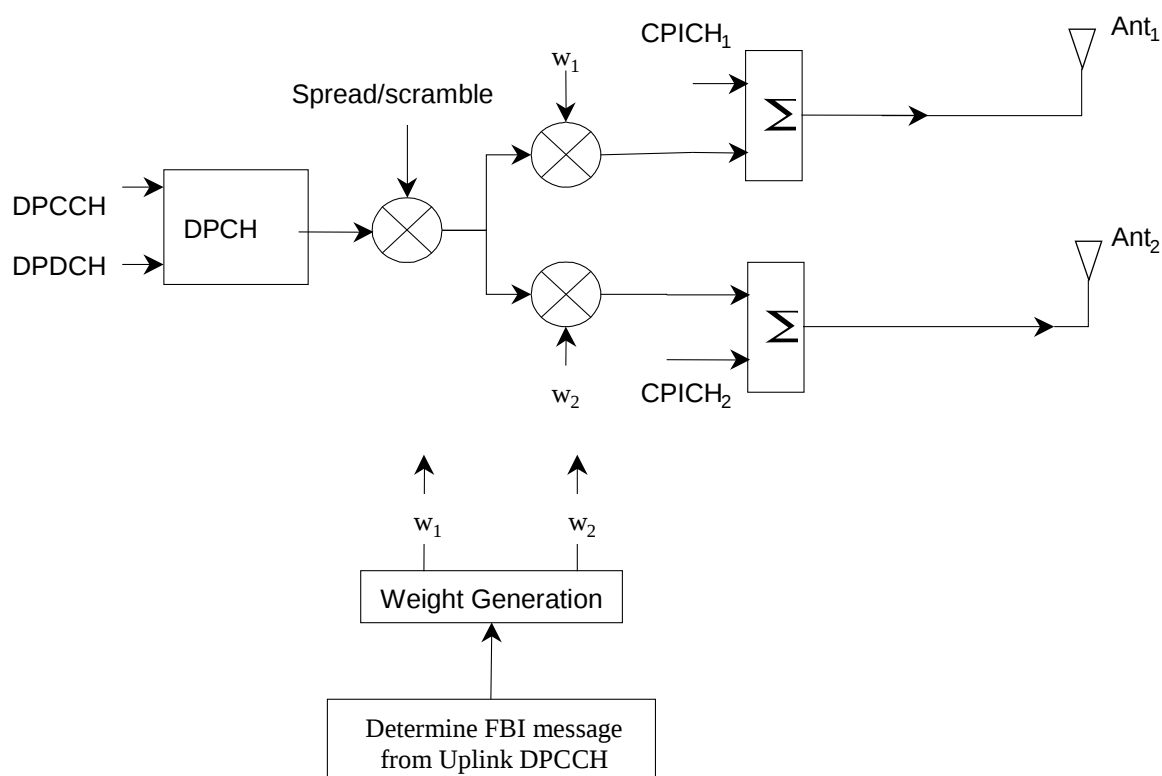 CPICH1
Ant1
w1
Spread/scramble
Σ
DPCCH
DPCH
DPDCH
Ant2
Σ
w2
CPICH2
w1
w2
Weight Generation
Determine FBI message
from Uplink DPCCH